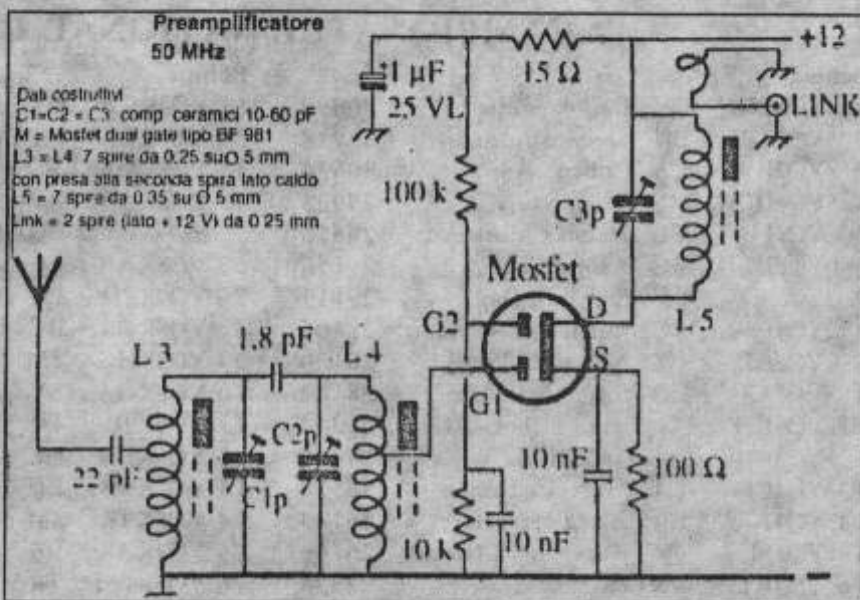 Preamplificatore
50 MHz
Dati costruttivi
C1=C2 = C3 comp ceramici 10-60 pF
M = Mosfet dual gate tipo BF 981
L3 = L4 7 spire da 0.25 su O 5 mm
con presa alla seconda spira lato caldo
L5 = 7 spire da 0 35 su O 5 mm
Link = 2 spire (lato + 12 V) da 0 25 mm
+1 µF
25 VL
15 Ω
+12
LINK
100 k
C3p
L 5
Mosfet
G2
D
S
G1
L 3
1,8 pF
L 4
22 pF
C1p
C2p
10 k
10 nF
10 nF
100 Ω